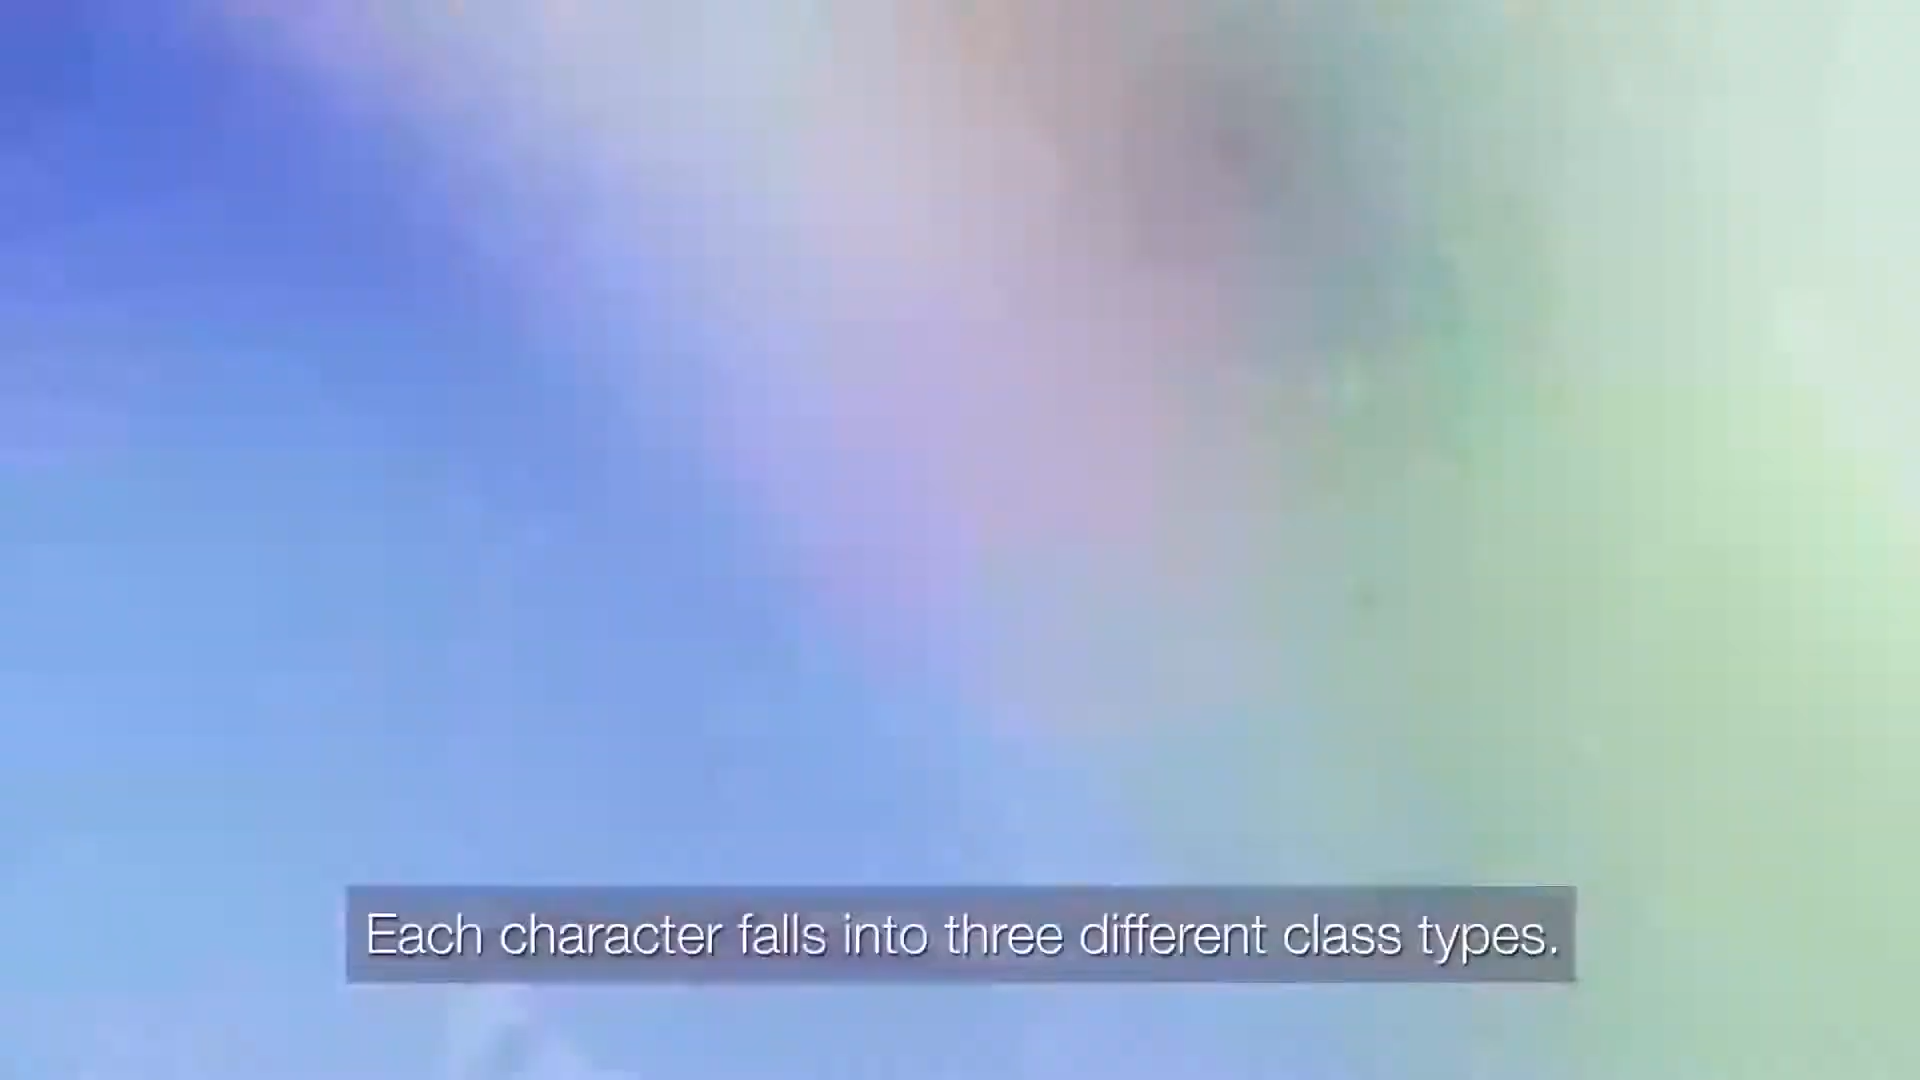 Each character falls into three different class types.